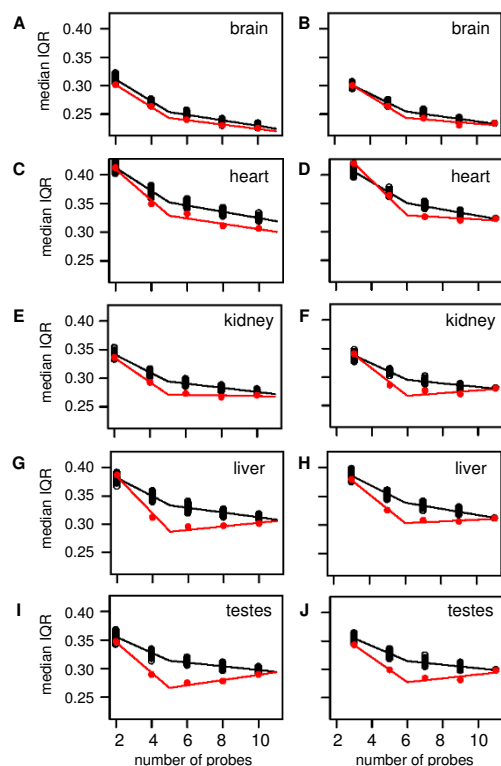 A brain B brain
0.40
0.35
0.30
0.25
median IQR
C heart D heart
0.40
0.35
0.30
0.25
median IQR
E kidney F kidney
0.40
0.35
0.30
0.25
median IQR
G liver H liver
0.40
0.35
0.30
0.25
median IQR
I testes J testes
0.40
0.35
0.30
0.25
median IQR
2 4 6 8 10 2 4 6 8 10
number of probes number of probes